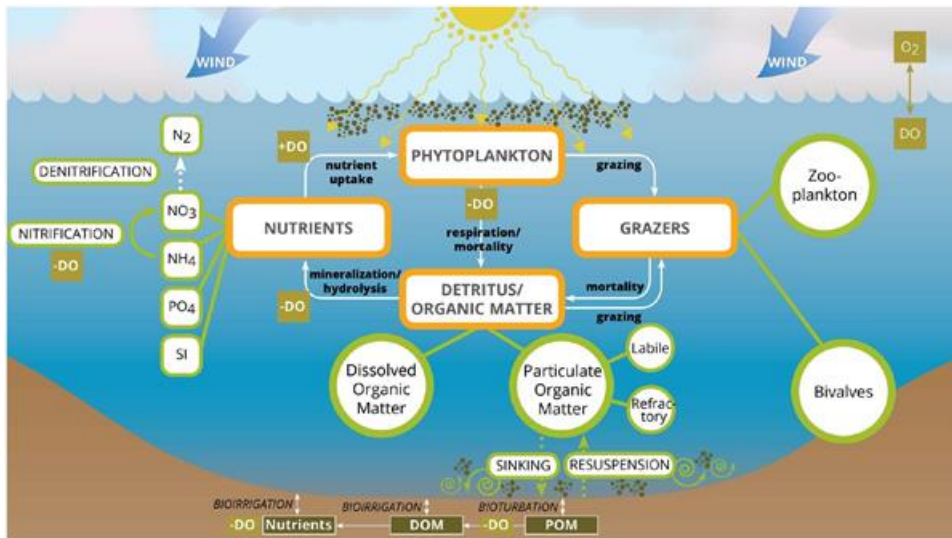 WIND
WIND
O2
DO
N2
DENITRIFICATION
NO3
NITRIFICATION
-DO
NH4
PO4
SI
+DO
nutrient
uptake
PHYTOPLANKTON
grazing
-DO
NUTRIENTS
respiration/
mortality
GRAZERS
Zoo-
plankton
mineralization/
hydrolysis
-DO
DETRITUS/
ORGANIC MATTER
mortality
grazing
Dissolved
Organic
Matter
Particulate
Organic
Matter
Labile
Refrac-
tory
Bivalves
SINKING
RESUSPENSION
BIOIRRIGATION
BIOIRRIGATION
BIOTURBATION
-DO
Nutrients
DOM
-DO
POM